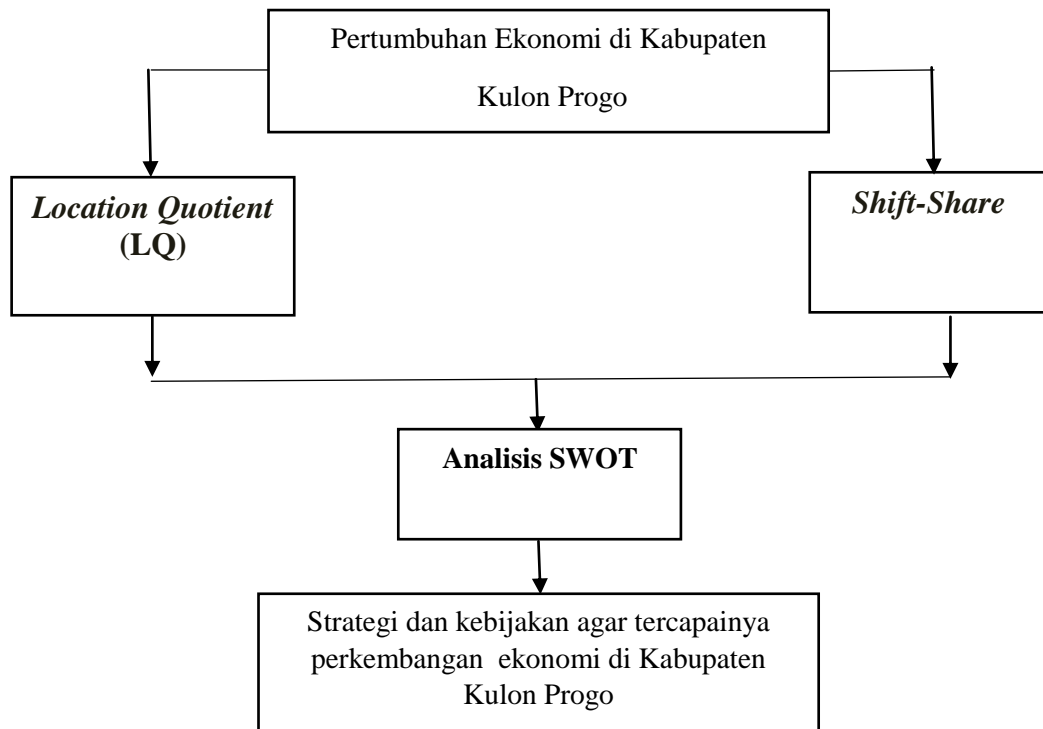 Pertumbuhan Ekonomi di Kabupaten
Kulon Progo
Location Quotient
(LQ)
Shift-Share
Analisis SWOT
Strategi dan kebijakan agar tercapainya
perkembangan ekonomi di Kabupaten
Kulon Progo